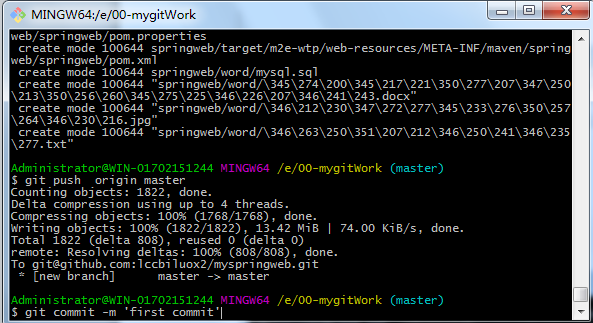 MINGW64:/e/00-mygitWork
web/springweb/pom.properties
create mode 100644 springweb/target/m2e-wtp/web-resources/META-INF/maven/spring
web/springweb/pom.xml
create mode 100644 springweb/word/mysql.sql
create mode 100644 "springweb/word/\345\274\200\345\217\221\350\277\207\347\250
\213\350\256\260\345\275\225\346\226\207\346\241\243.docx"
create mode 100644 "springweb/word/\346\212\230\347\272\277\345\233\276\350\257
\264\346\230\216.jpg"
create mode 100644 "springweb/word/\346\263\250\351\207\212\346\250\241\346\235
\277.txt"
Administrator@WIN-01702151244 MINGW64 /e/00-mygitWork (master)
$ git push  origin master
Counting objects: 1822, done.
Delta compression using up to 4 threads.
Compressing objects: 100% (1768/1768), done.
Writing objects: 100% (1822/1822), 13.42 MiB | 74.00 KiB/s, done.
Total 1822 (delta 808), reused 0 (delta 0)
remote: Resolving deltas: 100% (808/808), done.
To git@github.com:lccbiluox2/myspringweb.git
* [new branch]      master -> master
Administrator@WIN-01702151244 MINGW64 /e/00-mygitWork (master)
$ git commit -m 'first commit'